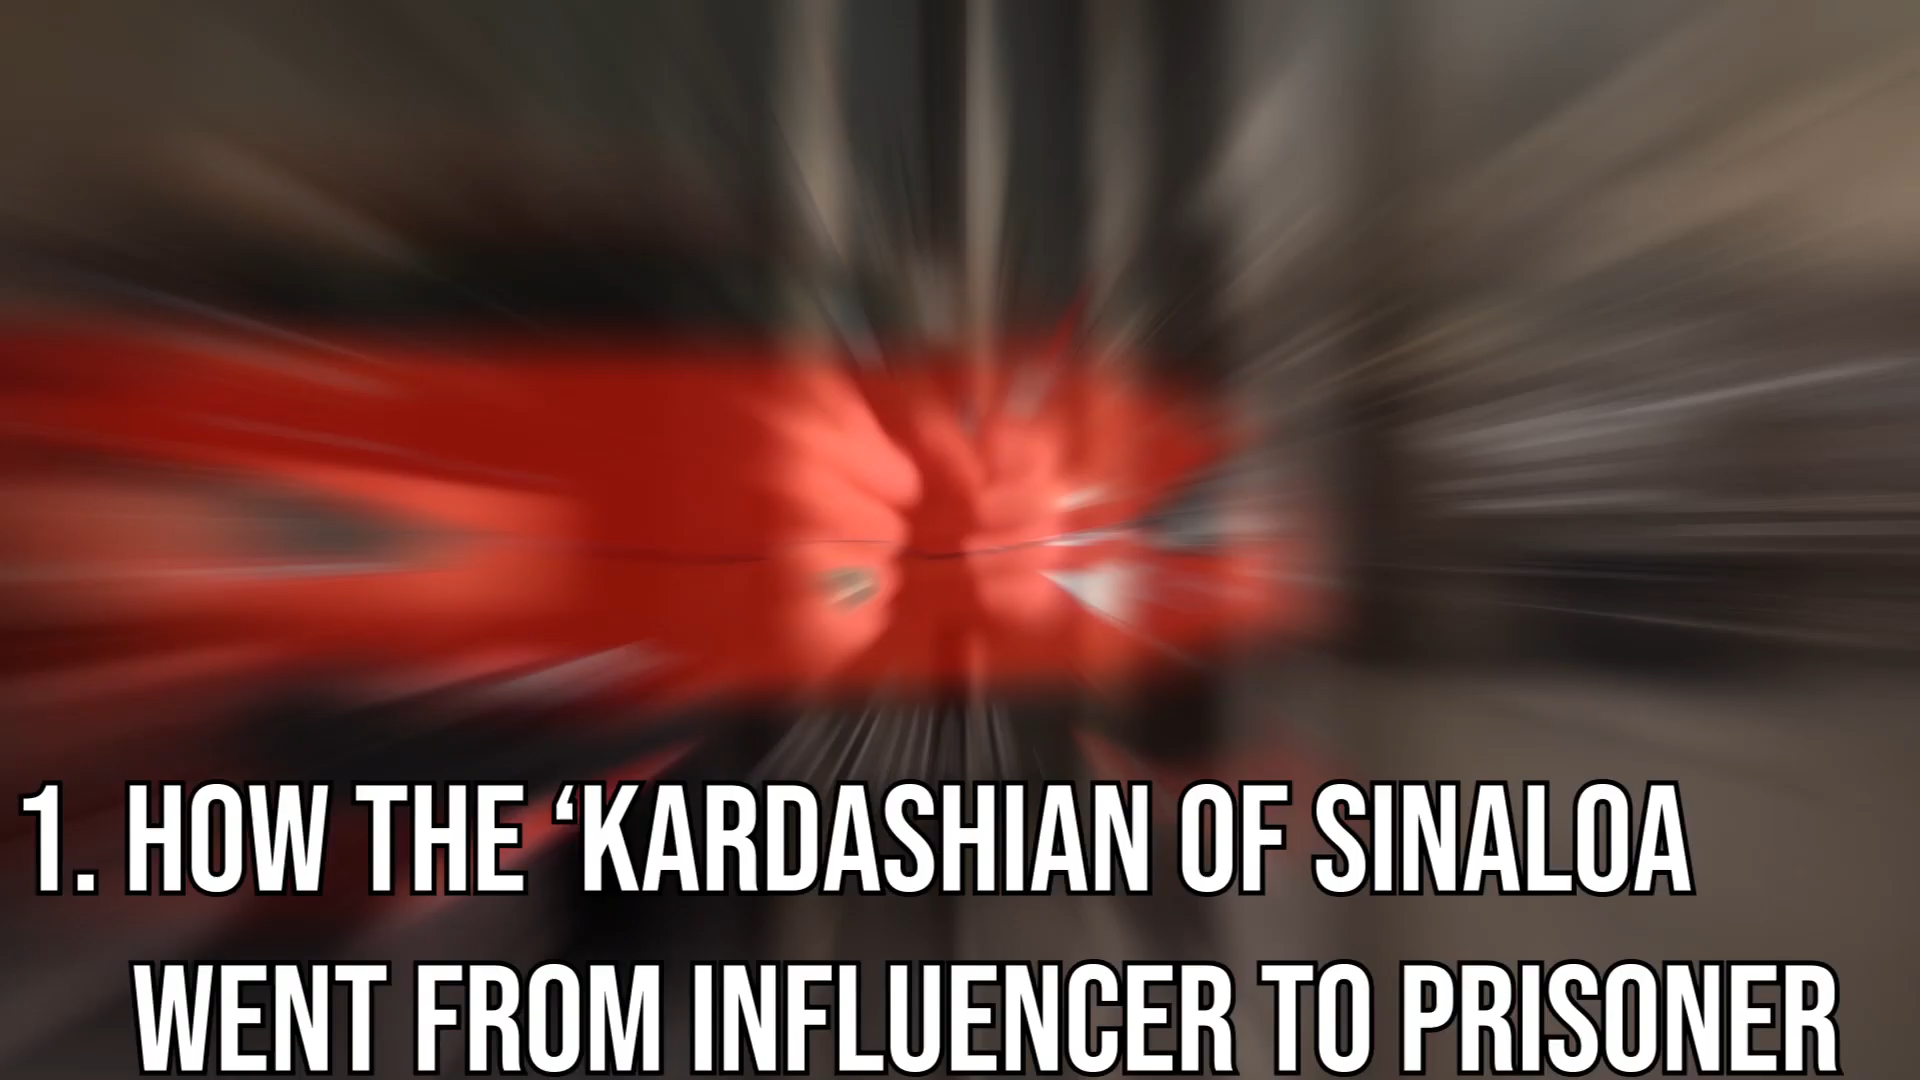 1. HOW THE ‘KARDASHIAN OF SINALOA
WENT FROM INFLUENCER TO PRISONER